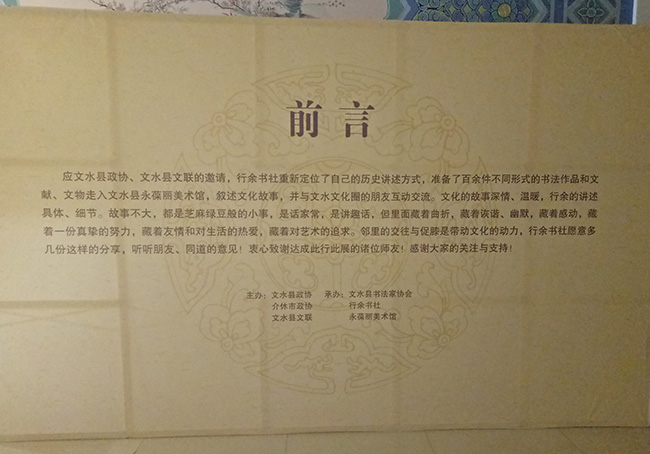 前言
应文水县政协、文水县文联的邀请，行余书社重新定位了自己的历史讲述方式，准备了百余件不同形式的书法作品和文
献、文物走入文水县永葆丽美术馆，叙述文化故事，并与文水文化圈的朋友互动交流。文化的故事深情、温暖，行余的讲述
具体、细节。故事不大，都是芝麻绿豆般的小事，是话家常，是讲趣话，但里面藏着曲折，藏着诙谐、幽默，藏着感动，藏
着一份真挚的努力，藏着友情和对生活的热爱，藏着对艺术的追求。邻里的交往与促膝是带动文化的动力，行余书社愿意多
几份这样的分享，听听朋友、同道的意见！衷心致谢达成此行此展的诸位师友！感谢大家的关注与支持！
主办：文水县政协 承办：文水县书法家协会
介休市政协 行余书社
文水县文联 永葆丽美术馆